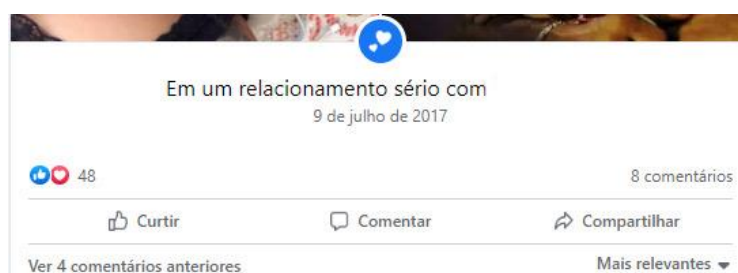 Em um relacionamento sério com
9 de julho de 2017
48
8 comentários
Curtir
Comentar
Compartilhar
Ver 4 comentários anteriores
Mais relevantes